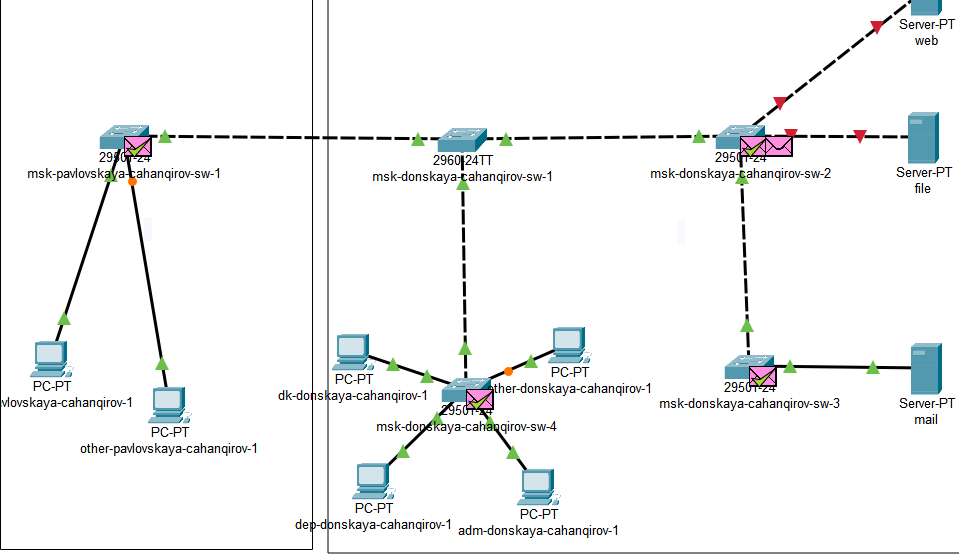 Server-PT
web
2950T-24
msk-pavlovskaya-cahanqirov-sw-1
2960-24TT
msk-donskaya-cahanqirov-sw-1
2950T-24
msk-donskaya-cahanqirov-sw-2
Server-PT
file
PC-PT
vlovskaya-cahanqirov-1
PC-PT
other-pavlovskaya-cahanqirov-1
PC-PT
dk-donskaya-cahanqirov-1
PC-PT
other-donskaya-cahanqirov-1
2950T-24
msk-donskaya-cahanqirov-sw-4
2950T-24
msk-donskaya-cahanqirov-sw-3
Server-PT
mail
PC-PT
dep-donskaya-cahanqirov-1
PC-PT
adm-donskaya-cahanqirov-1